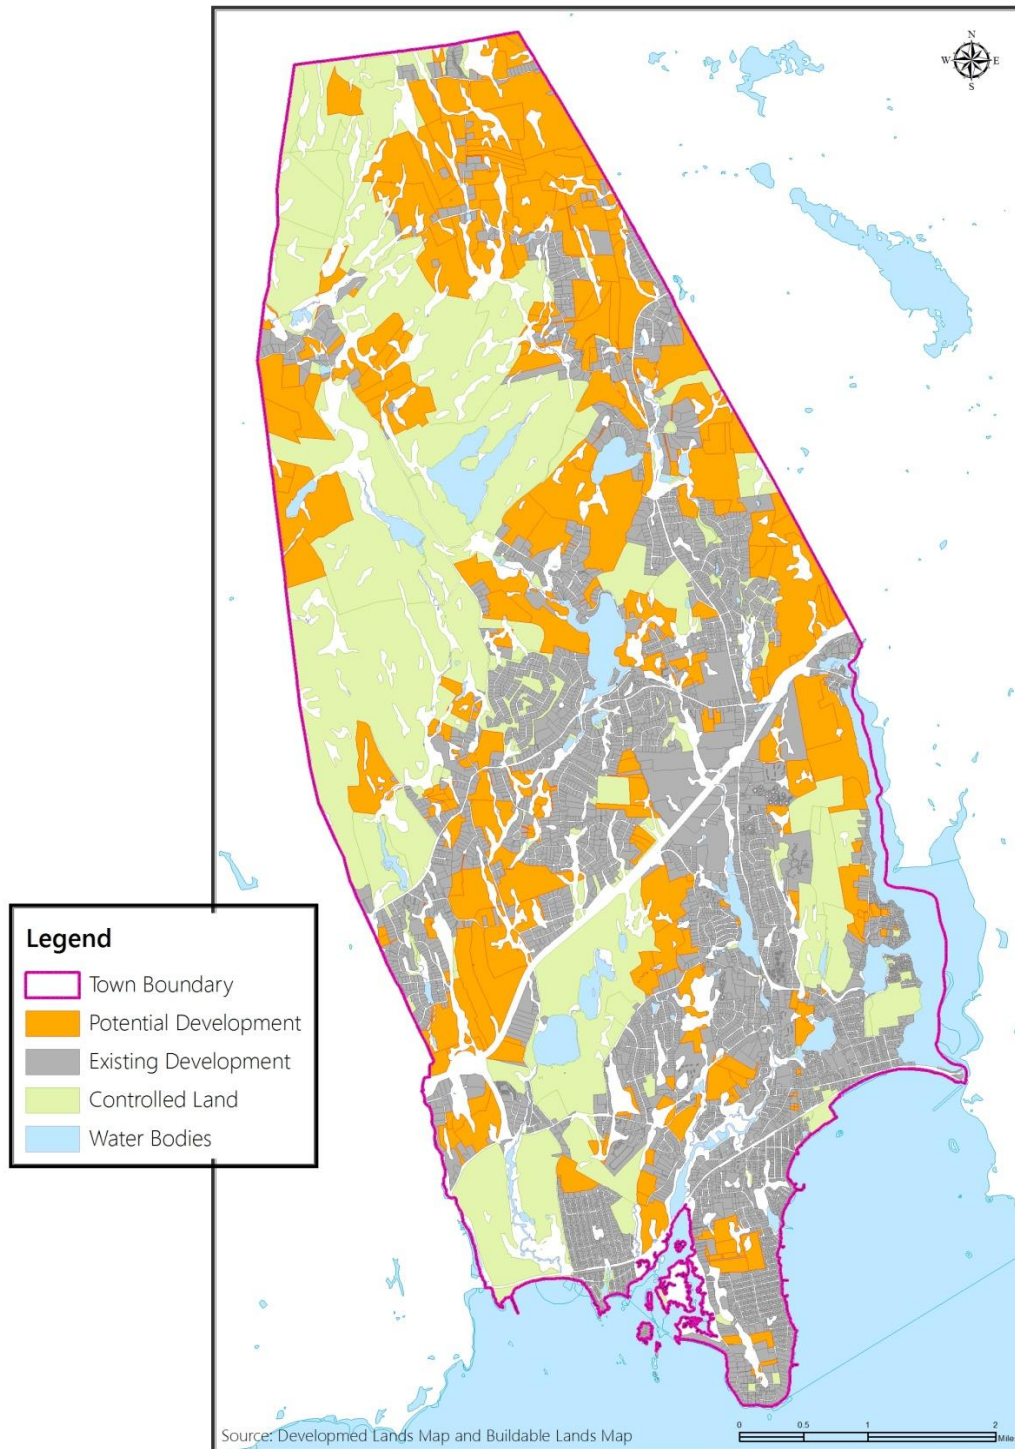 N
W E
S
Legend
Town Boundary
Potential Development
Existing Development
Controlled Land
Water Bodies
Source: Developmed Lands Map and Buildable Lands Map
0 0.5 1 2
Miles